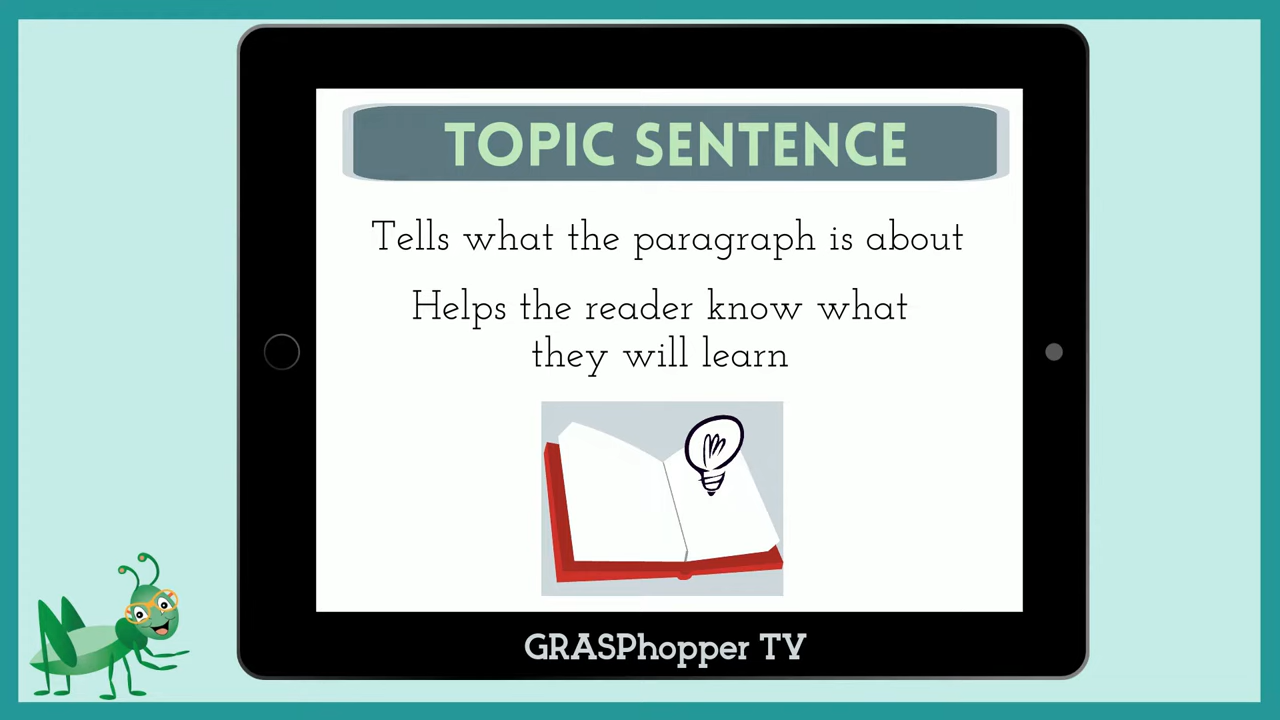 TOPIC SENTENCE
Tells what the paragraph is about
Helps the reader know what
they will learn
GRASPhopper TV